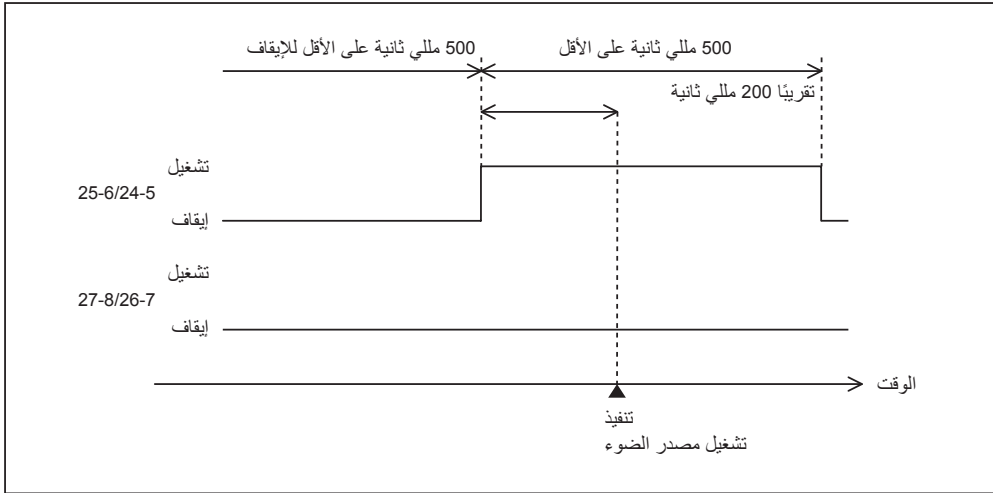 500 مللي ثانية على الأقل للإيقاف
500 مللي ثانية على الأقل
تقريبًا 200 مللي ثانية
تشغيل
25-6/24-5
إيقاف
تشغيل
27-8/26-7
إيقاف
الوقت
تنفيذ
تشغيل مصدر الضوء